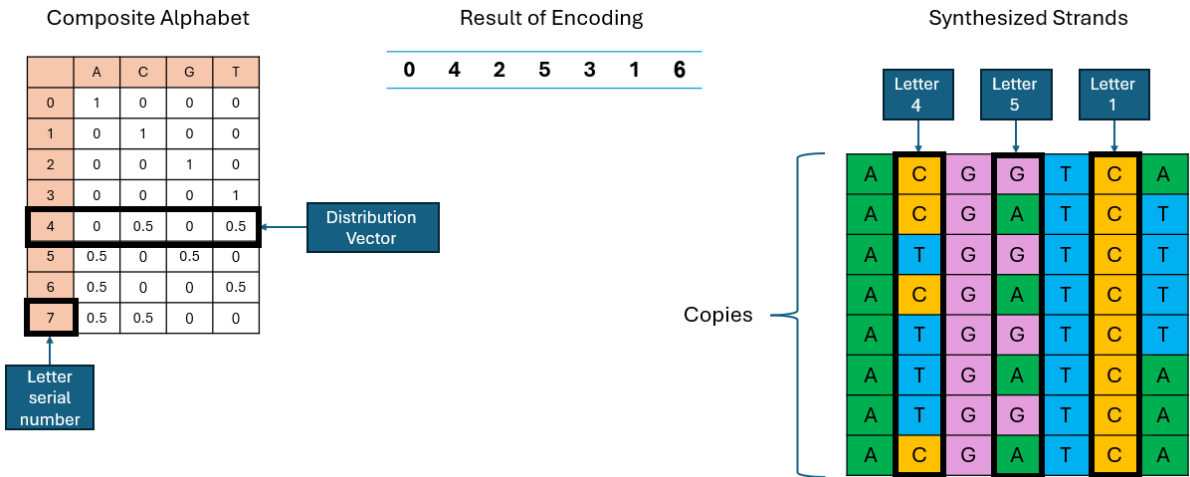 Composite Alphabet
Result of Encoding
Synthesized Strands
A C G T
0 1 0 0 0
1 0 1 0 0
2 0 0 1 0
3 0 0 0 1
4 0 0.5 0 0.5
5 0.5 0 0.5 0
6 0.5 0 0 0.5
7 0.5 0.5 0 0
Distribution
Vector
Letter
serial
number
0 4 2 5 3 1 6
Letter
4
Letter
5
Letter
1
Copies
A C G G T C A
A C G A T C T
A T G G T C T
A C G A T C T
A T G G T C T
A T G A T C A
A T G G T C A
A C G A T C A